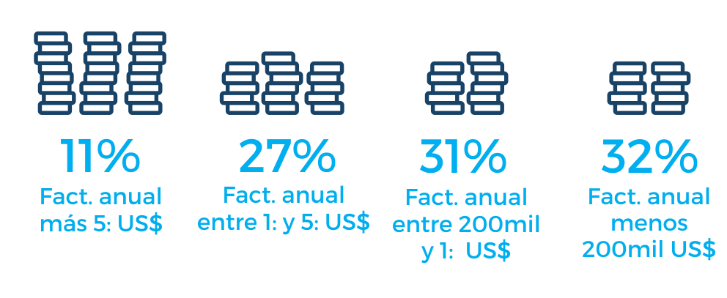 11%
Fact. anual
más 5: US$
27%
Fact. anual
entre 1: y 5: US$
31%
Fact. anual
entre 200mil
y 1: US$
32%
Fact. anual
menos
200mil US$